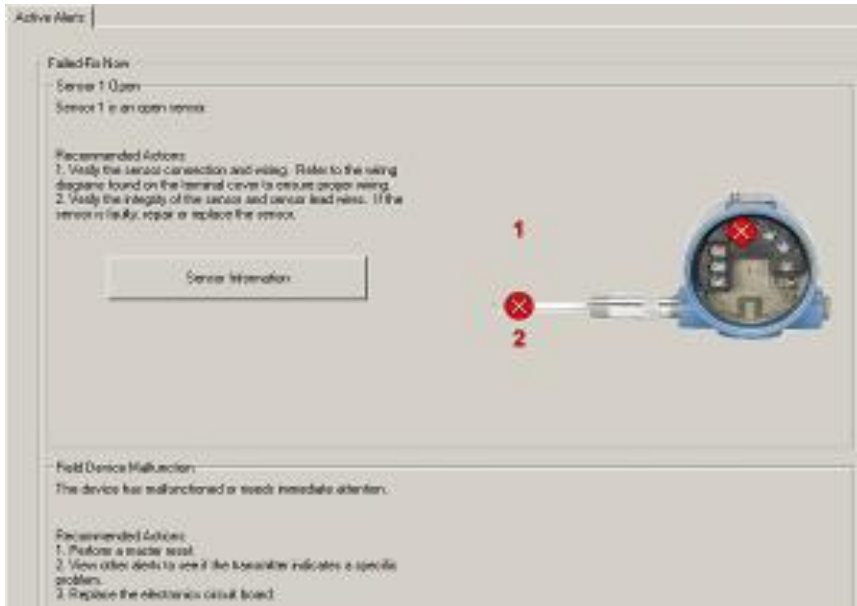 Active Alerts
Failed-Fix Now
Sensor 1 Open
Sensor 1 is an open sensor.
Recommended Actions:
1. Verify the sensor connection and wiring. Refer to the wiring
diagrams found on the terminal cover to ensure proper wiring.
2. Verify the integrity of the sensor and sensor lead wires. If the
sensor is faulty, repair or replace the sensor.
Sensor Information
1
2
Field Device Malfunction
The device has malfunctioned or needs immediate attention.
Recommended Actions:
1. Perform a master reset.
2. View other alerts to see if the transmitter indicates a specific
problem.
3. Replace the electronics circuit board.